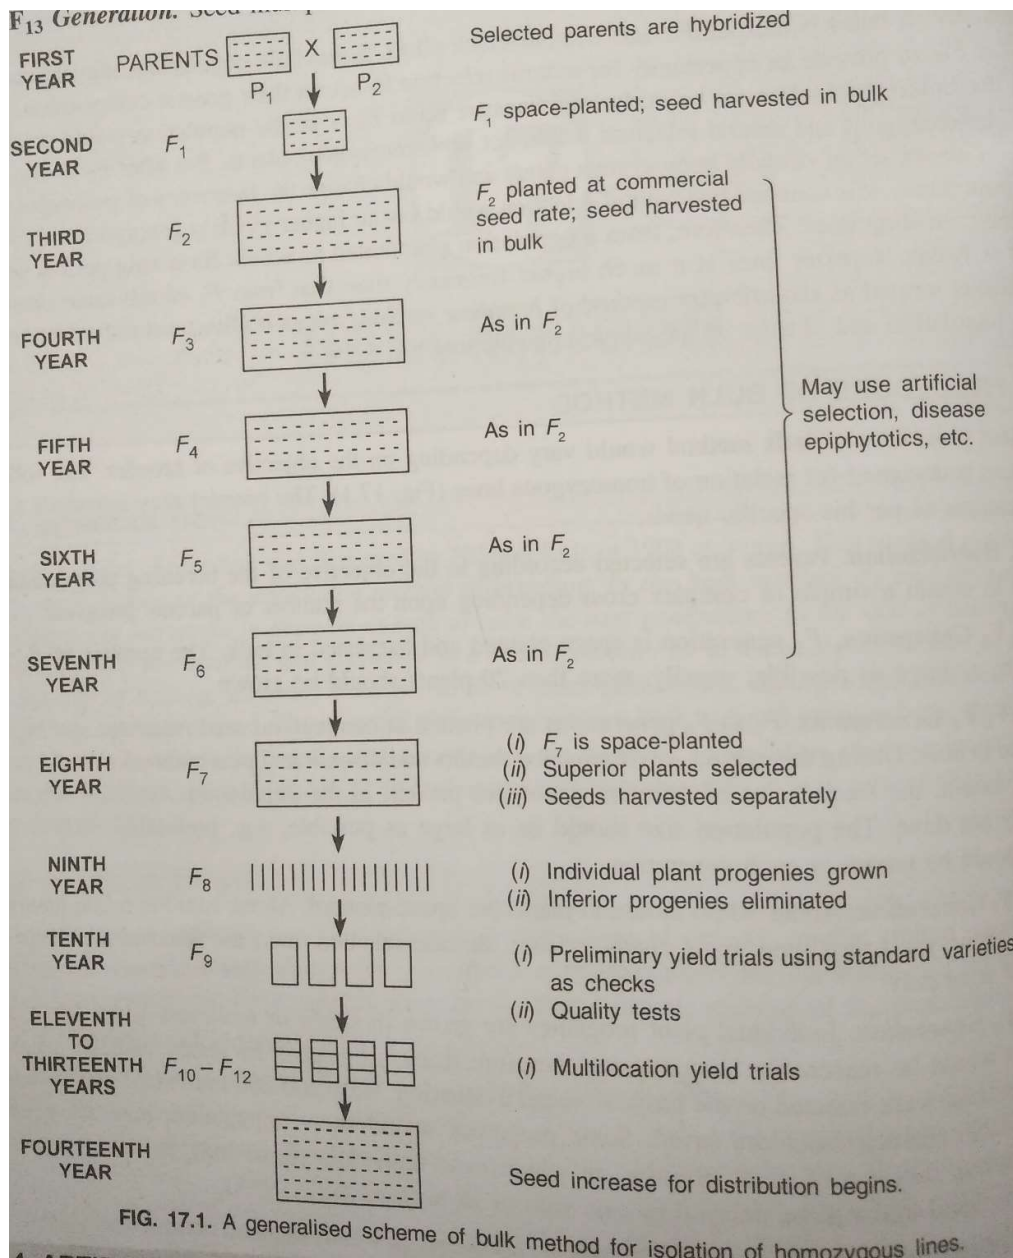 F13 Generation.
FIRST
YEAR
PARENTS
X
P1
P2
Selected parents are hybridized
SECOND
YEAR
F1
F1 space-planted; seed harvested in bulk
THIRD
YEAR
F2
F2 planted at commercial
seed rate; seed harvested
in bulk
FOURTH
YEAR
F3
As in F2
May use artificial
selection, disease
epiphytotics, etc.
FIFTH
YEAR
F4
As in F2
SIXTH
YEAR
F5
As in F2
SEVENTH
YEAR
F6
As in F2
EIGHTH
YEAR
F7
(i) F7 is space-planted
(ii) Superior plants selected
(iii) Seeds harvested separately
NINTH
YEAR
F8
(i) Individual plant progenies grown
(ii) Inferior progenies eliminated
TENTH
YEAR
F9
(i) Preliminary yield trials using standard varieties
as checks
(ii) Quality tests
ELEVENTH
TO
THIRTEENTH
YEARS
F10 – F12
(i) Multilocation yield trials
FOURTEENTH
YEAR
Seed increase for distribution begins.
FIG. 17.1. A generalised scheme of bulk method for isolation of homozygous lines.